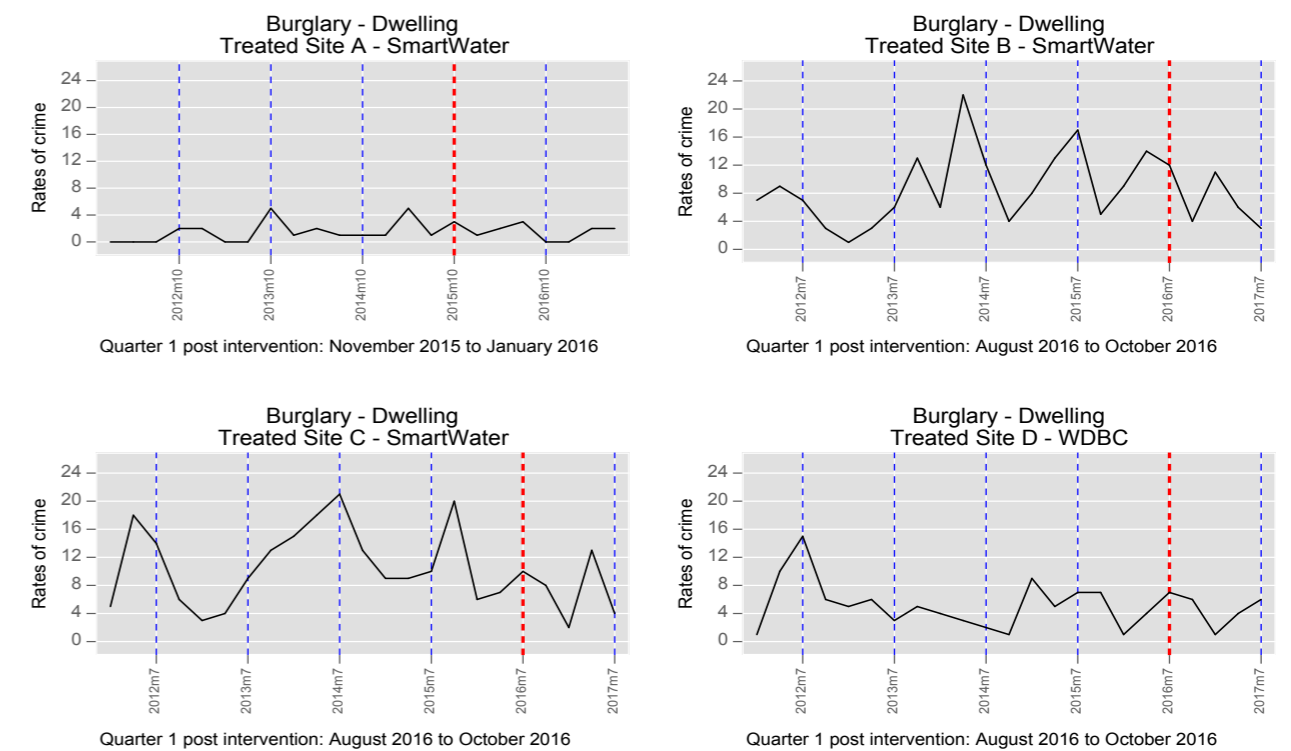 Burglary - Dwelling
Treated Site A - SmartWater
Rates of crime
24
20
16
12
8
4
0
2012m10
2013m10
2014m10
2015m10
2016m10
Quarter 1 post intervention: November 2015 to January 2016
Burglary - Dwelling
Treated Site B - SmartWater
Rates of crime
24
20
16
12
8
4
0
2012m7
2013m7
2014m7
2015m7
2016m7
2017m7
Quarter 1 post intervention: August 2016 to October 2016
Burglary - Dwelling
Treated Site C - SmartWater
Rates of crime
24
20
16
12
8
4
0
2012m7
2013m7
2014m7
2015m7
2016m7
2017m7
Quarter 1 post intervention: August 2016 to October 2016
Burglary - Dwelling
Treated Site D - WDBC
Rates of crime
24
20
16
12
8
4
0
2012m7
2013m7
2014m7
2015m7
2016m7
2017m7
Quarter 1 post intervention: August 2016 to October 2016